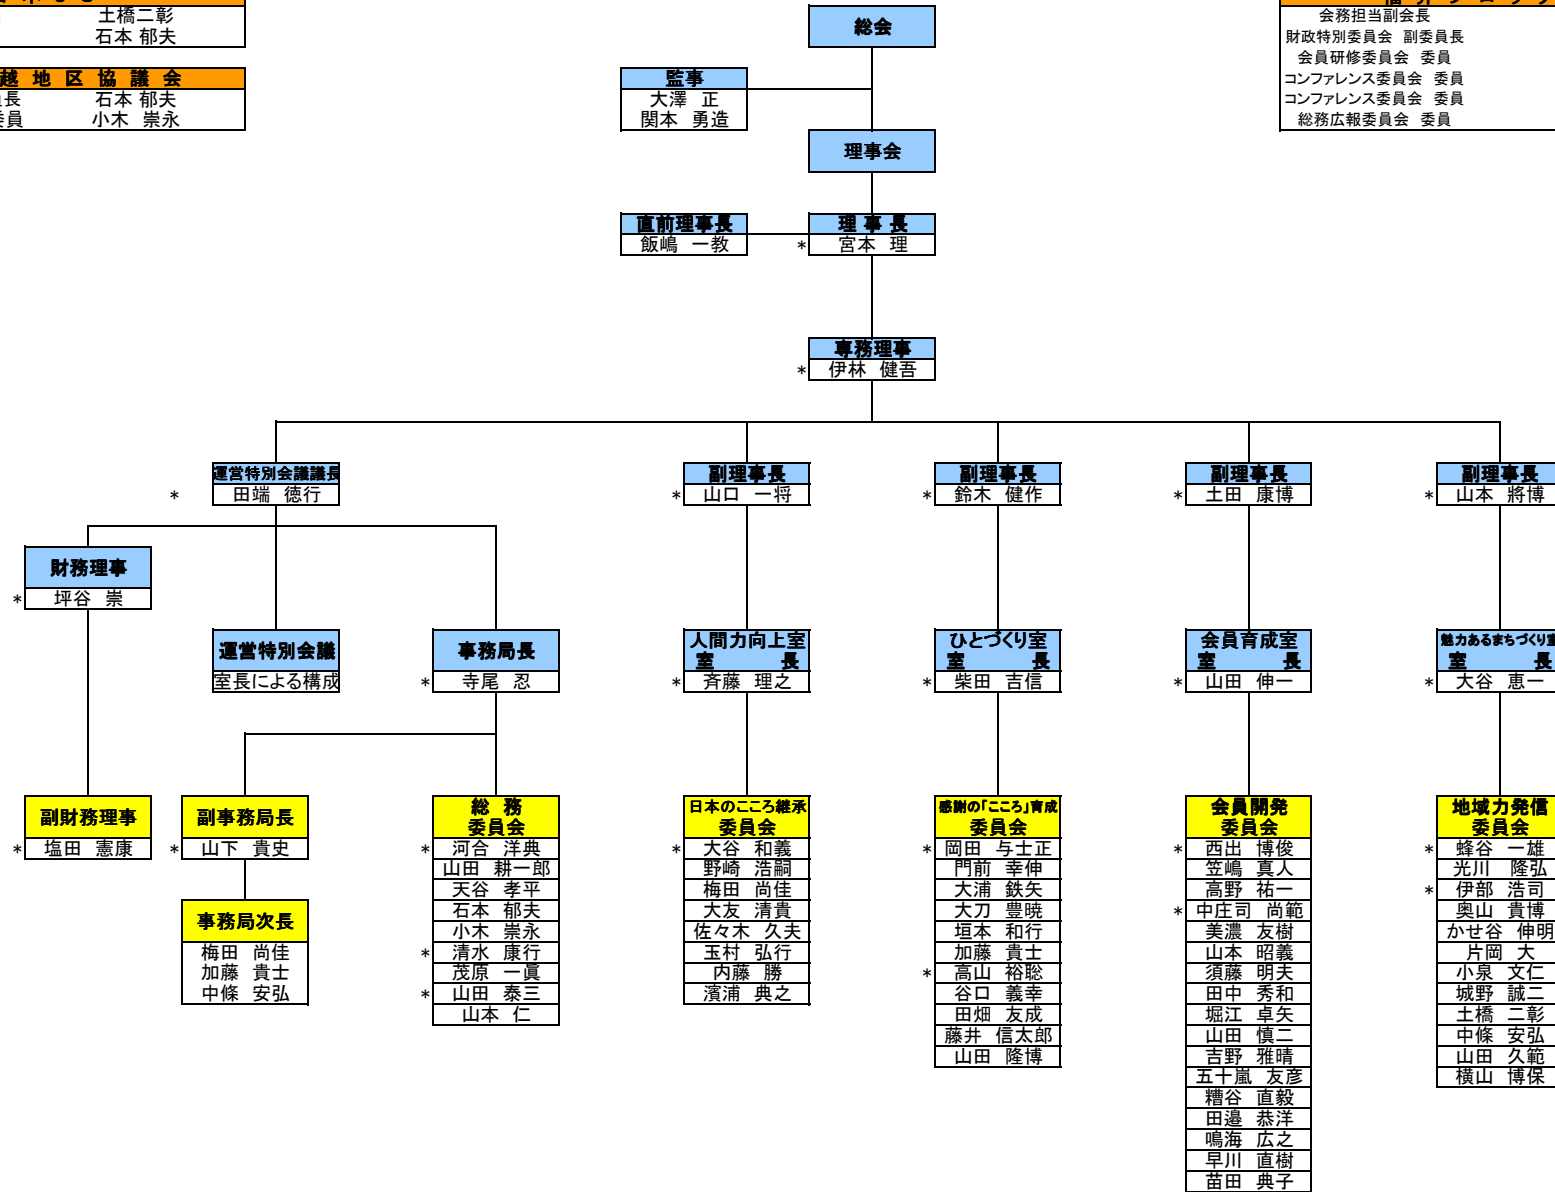 土橋二彰
石本 郁夫
越 地 区 協 議 会
長 石本 郁夫
委員 小木 崇永
会務担当副会長
財政特別委員会 副委員長
会員研修委員会 委員
コンファレンス委員会 委員
コンファレンス委員会 委員
総務広報委員会 委員
総会
監事
大澤 正
関本 勇造
理事会
直前理事長
飯嶋 一教
理 事 長
* 宮本 理
専務理事
* 伊林 健吾
運営特別会議議長
* 田端 徳行
副理事長
* 山口 一将
副理事長
* 鈴木 健作
副理事長
* 土田 康博
副理事長
* 山本 將博
財務理事
* 坪谷 崇
運営特別会議
室長による構成
事務局長
* 寺尾 忍
人間力向上室
室 長
* 斉藤 理之
ひとづくり室
室 長
* 柴田 吉信
会員育成室
室 長
* 山田 伸一
魅力あるまちづくり室
室 長
* 大谷 恵一
副財務理事
* 塩田 憲康
副事務局長
* 山下 貴史
事務局次長
梅田 尚佳
加藤 貴士
中條 安弘
総 務
委員会
* 河合 洋典
山田 耕一郎
天谷 孝平
石本 郁夫
小木 崇永
* 清水 康行
茂原 一眞
* 山田 泰三
山本 仁
日本のこころ継承
委員会
* 大谷 和義
野崎 浩嗣
梅田 尚佳
大友 清貴
佐々木 久夫
玉村 弘行
内藤 勝
濱浦 典之
感謝の「こころ」育成
委員会
* 岡田 与士正
門前 幸伸
大浦 鉄矢
大刀 豊暁
垣本 和行
加藤 貴士
* 高山 裕聡
谷口 義幸
田畑 友成
藤井 信太郎
山田 隆博
会員開発
委員会
* 西出 博俊
笠嶋 真人
高野 祐一
* 中庄司 尚範
美濃 友樹
山本 昭義
須藤 明夫
田中 秀和
堀江 卓矢
山田 慎二
吉野 雅晴
五十嵐 友彦
糟谷 直毅
田邉 恭洋
鳴海 広之
早川 直樹
苗田 典子
地域力発信
委員会
* 蜂谷 一雄
光川 隆弘
* 伊部 浩司
奥山 貴博
かせ谷 伸明
片岡 大
小泉 文仁
城野 誠二
土橋 二彰
中條 安弘
山田 久範
横山 博保